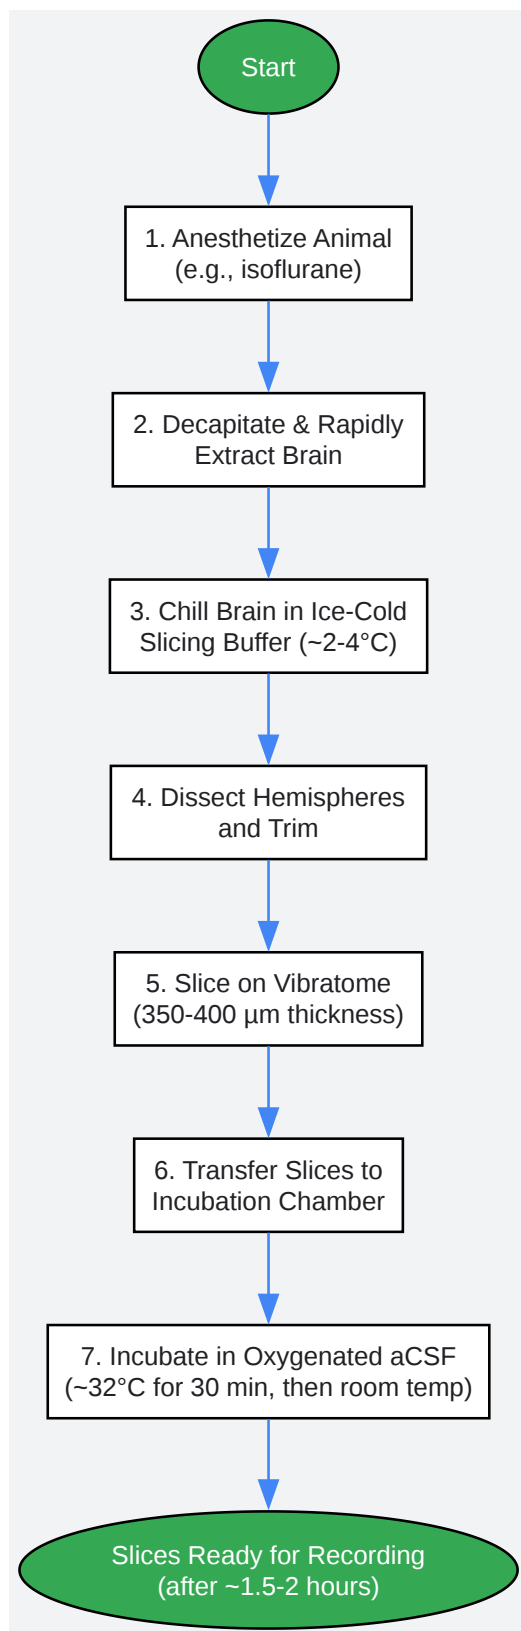 Start
1. Anesthetize Animal
(e.g., isoflurane)
2. Decapitate & Rapidly
Extract Brain
3. Chill Brain in Ice-Cold
Slicing Buffer (~2-4°C)
4. Dissect Hemispheres
and Trim
5. Slice on Vibratome
(350-400 µm thickness)
6. Transfer Slices to
Incubation Chamber
7. Incubate in Oxygenated aCSF
(~32°C for 30 min, then room temp)
Slices Ready for Recording
(after ~1.5-2 hours)